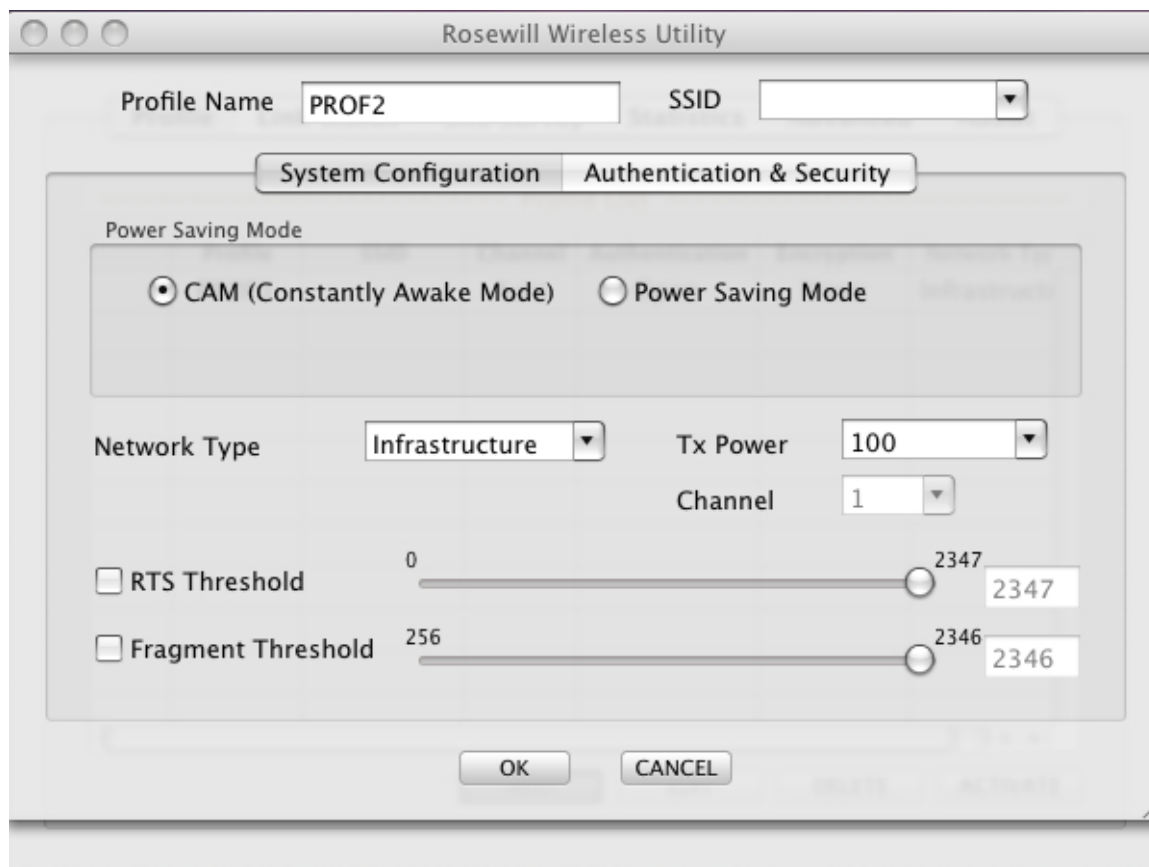 Rosewill Wireless Utility
Profile Name PROF2 SSID
System Configuration Authentication & Security
Power Saving Mode
CAM (Constantly Awake Mode) Power Saving Mode
Network Type Infrastructure Tx Power 100
Channel 1
RTS Threshold 0 2347 2347
Fragment Threshold 256 2346 2346
OK CANCEL